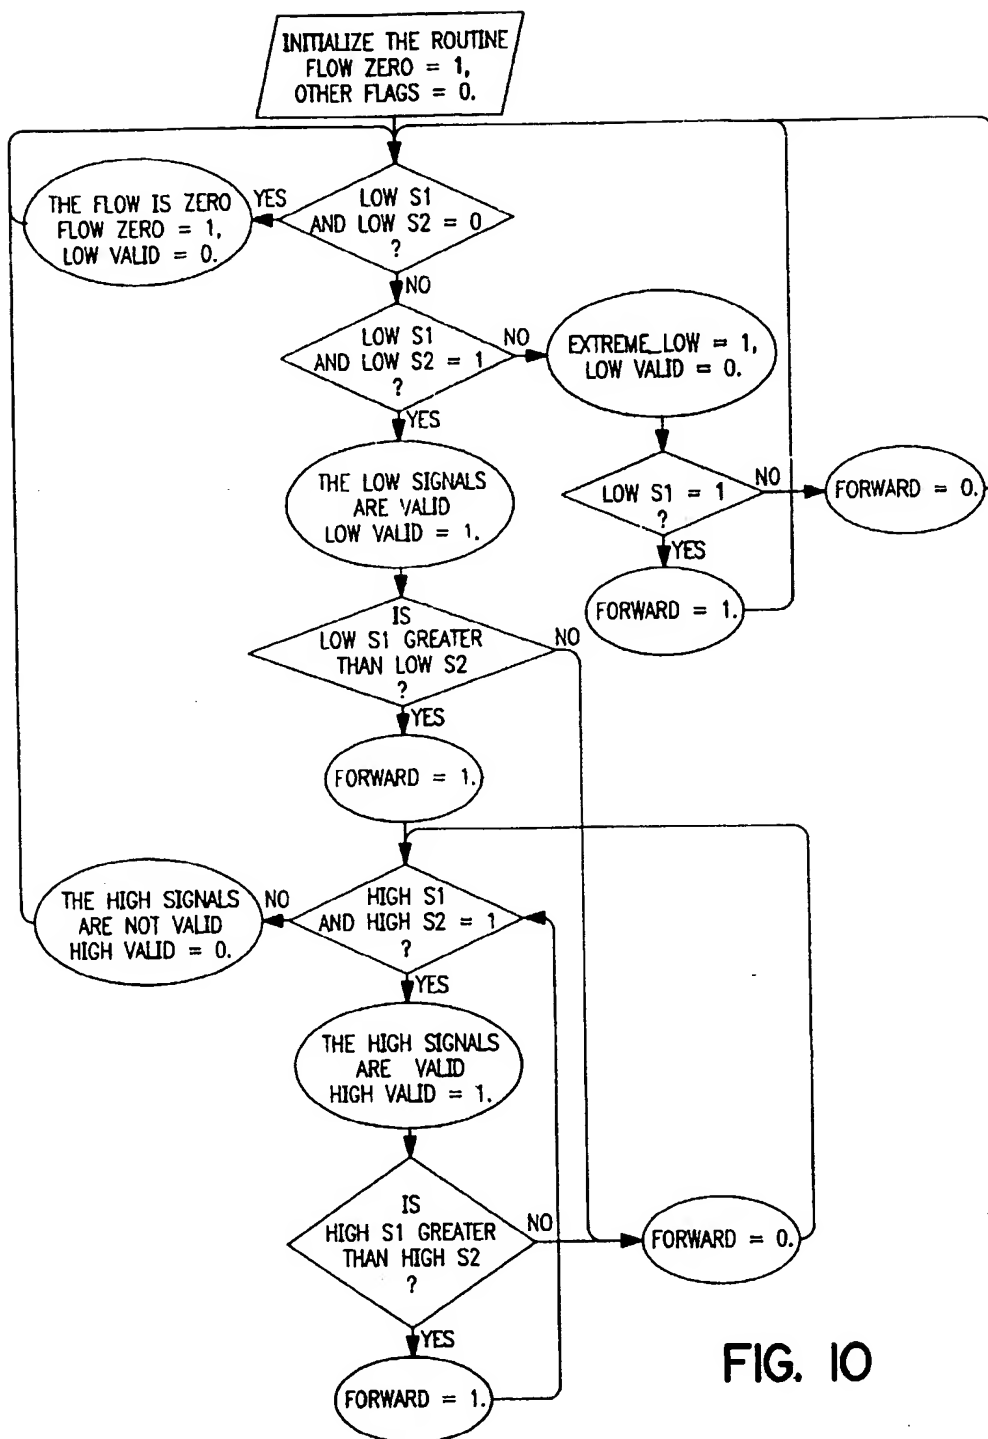 INITIALIZE THE ROUTINE
FLOW ZERO = 1,
OTHER FLAGS = 0.
LOW S1
AND LOW S2 = 0
?
YES
THE FLOW IS ZERO
FLOW ZERO = 1,
LOW VALID = 0.
NO
LOW S1
AND LOW S2 = 1
?
NO
EXTREME_LOW = 1,
LOW VALID = 0.
YES
THE LOW SIGNALS
ARE VALID
LOW VALID = 1.
LOW S1 = 1
?
NO
FORWARD = 0.
YES
FORWARD = 1.
IS
LOW S1 GREATER
THAN LOW S2
?
NO
YES
FORWARD = 1.
HIGH S1
AND HIGH S2 = 1
?
NO
THE HIGH SIGNALS
ARE NOT VALID
HIGH VALID = 0.
YES
THE HIGH SIGNALS
ARE VALID
HIGH VALID = 1.
IS
HIGH S1 GREATER
THAN HIGH S2
?
NO
FORWARD = 0.
YES
FORWARD = 1.
FIG. 10